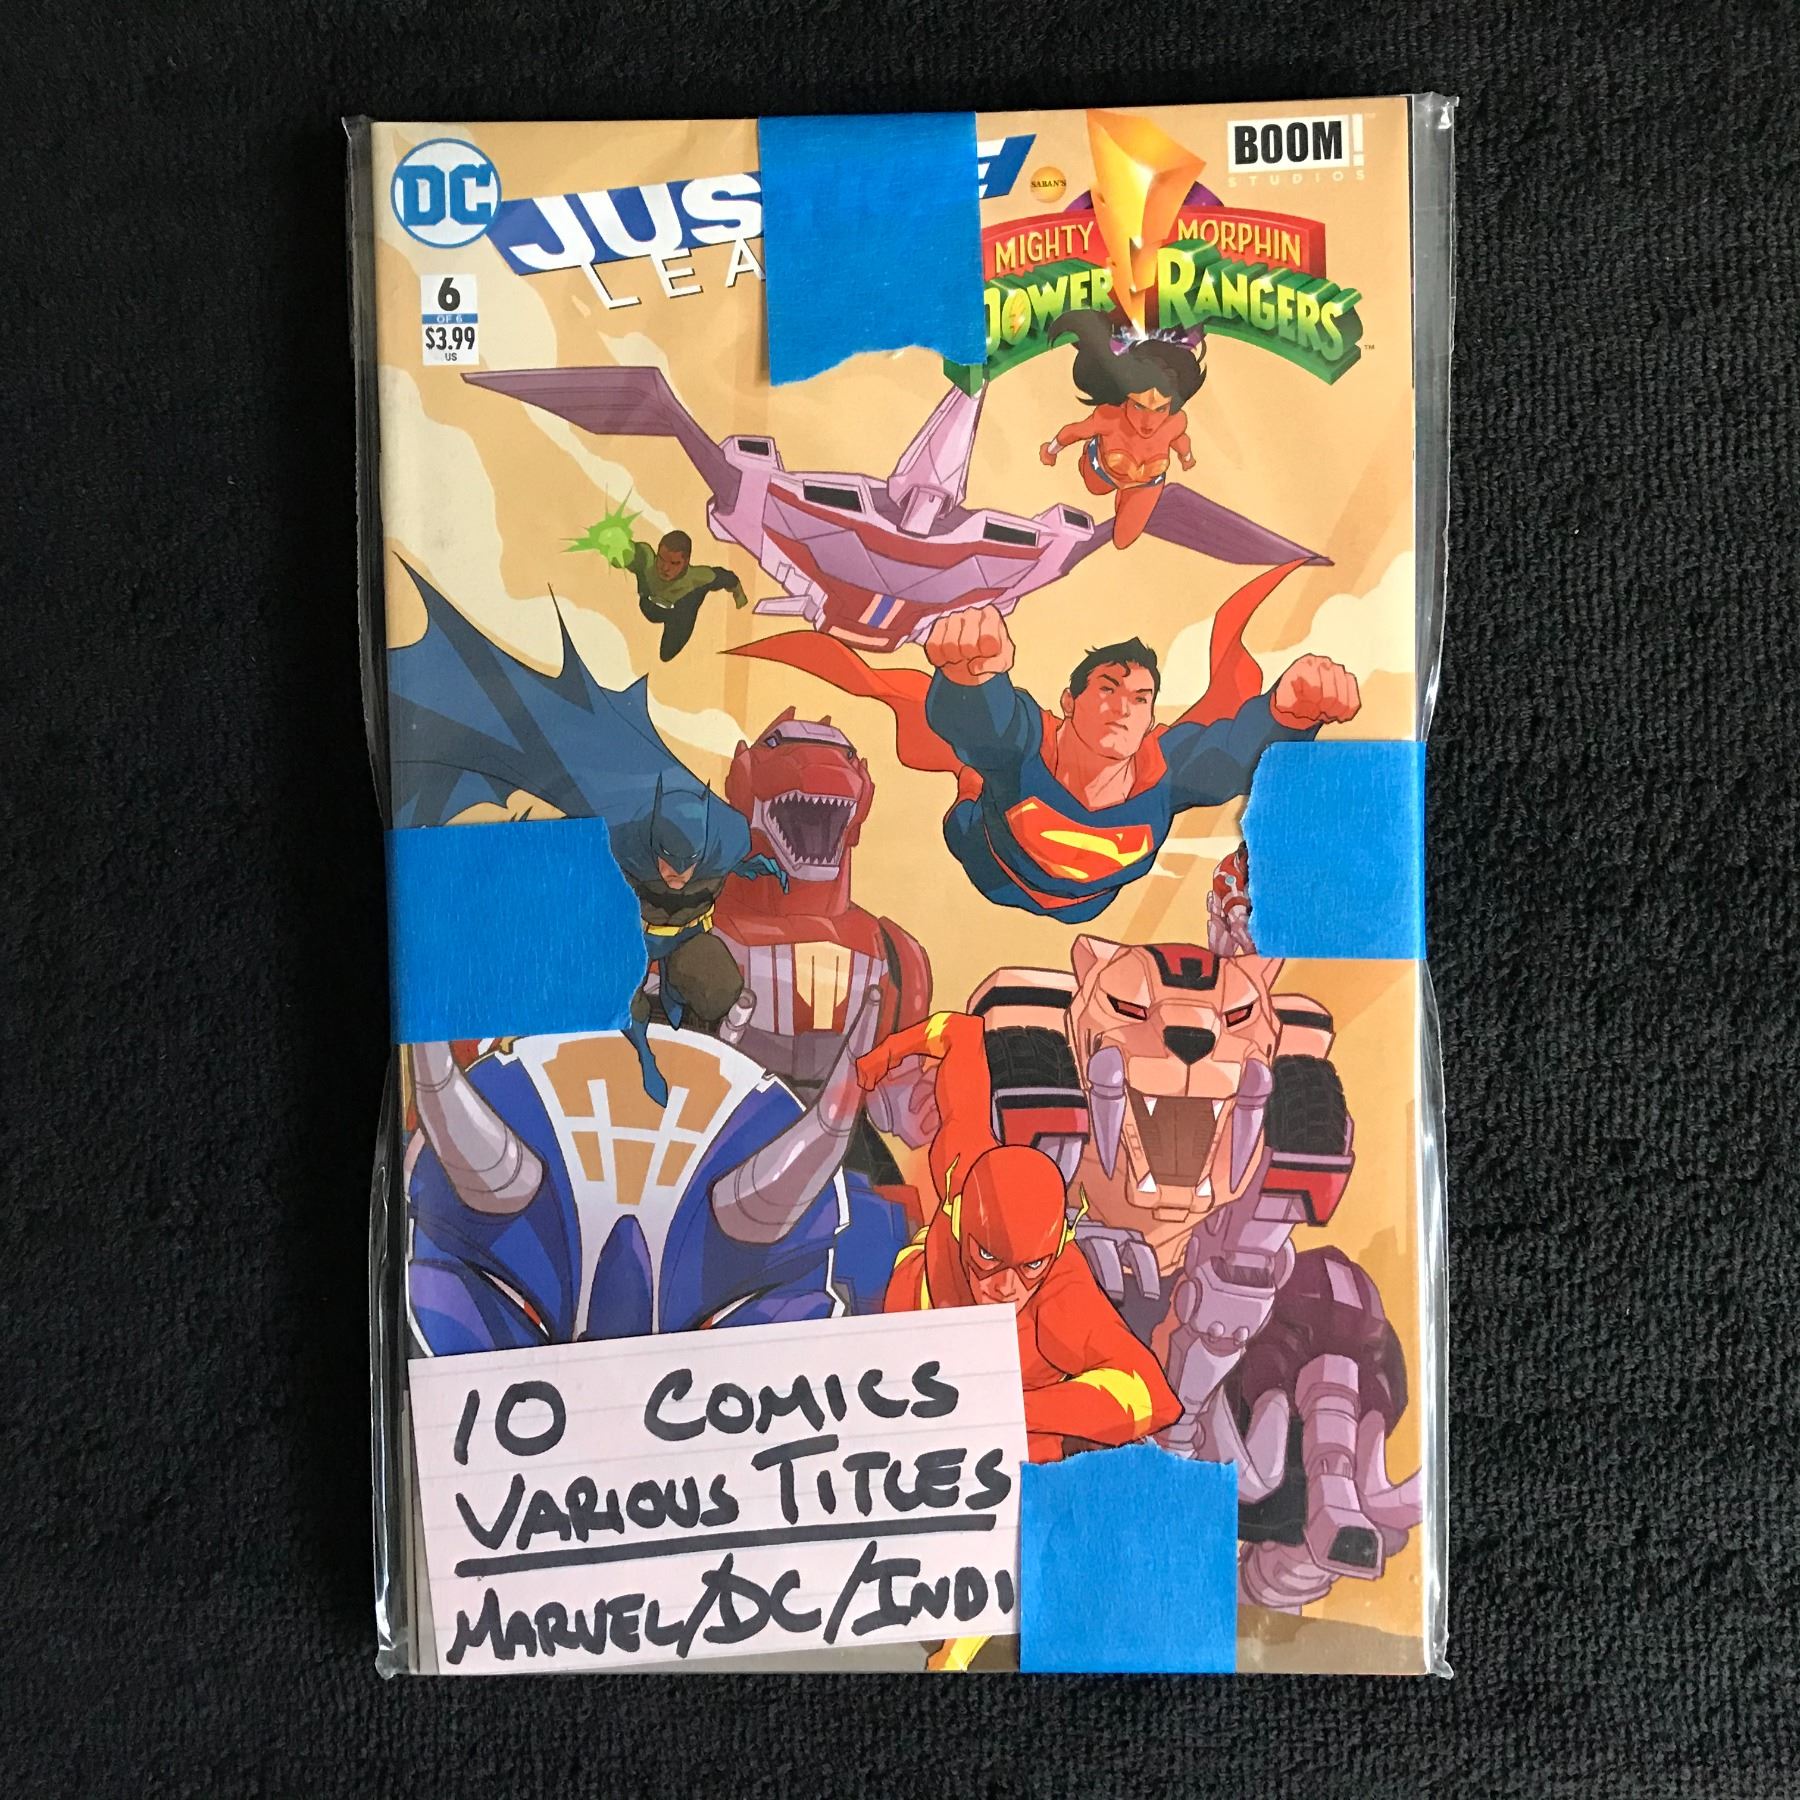 DC
JUS
E
LEA
SABAN'S
BOOM!
STUDIOS
MIGHTY MORPHIN
POWER RANGERS
™
6
OF 6
$3.99
US
10 COMICS
VARIOUS TITLES
MARVEL/DC/INDI